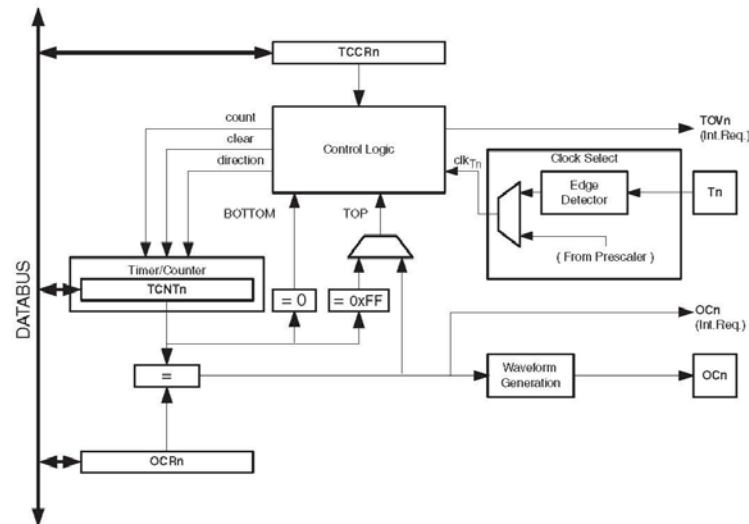 TCCRn
count
clear
direction
Control Logic
TOVn
(Int.Req.)
clkTn
Clock Select
Edge
Detector
Tn
( From Prescaler )
BOTTOM
TOP
Timer/Counter
TCNTn
= 0
= 0xFF
DATABUS
OCn
(Int.Req.)
=
Waveform
Generation
OCn
OCRn